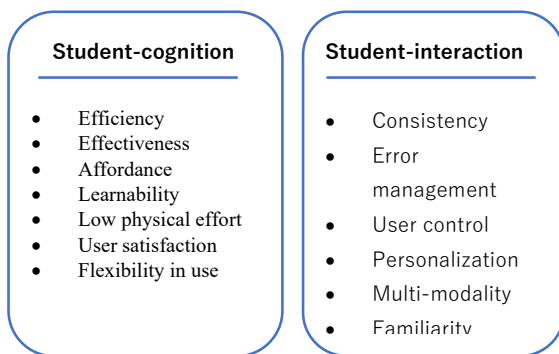 Student-cognition
• Efficiency
• Effectiveness
• Affordance
• Learnability
• Low physical effort
• User satisfaction
• Flexibility in use
Student-interaction
• Consistency
• Error
management
• User control
• Personalization
• Multi-modality
• Familiarity